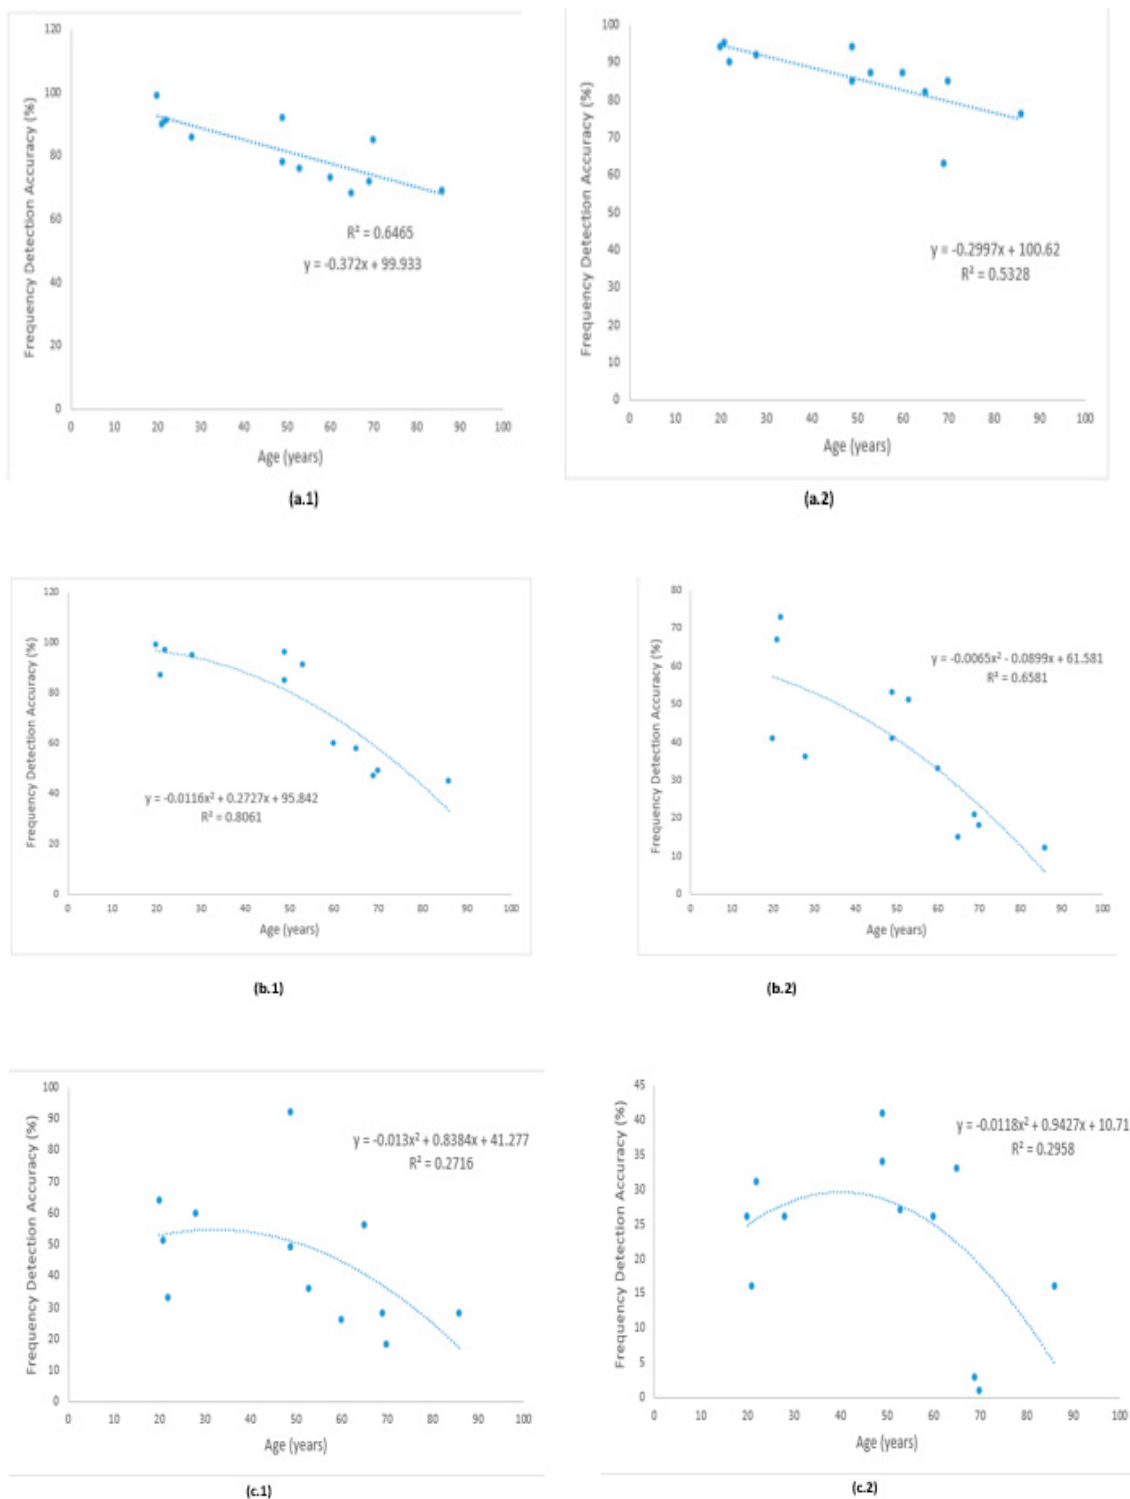 Frequency Detection Accuracy (%)
120
100
80
60
40
20
0
R² = 0.6465
y = -0.372x + 99.933
0 10 20 30 40 50 60 70 80 90 100
Age (years)
(a.1)
Frequency Detection Accuracy (%)
100
90
80
70
60
50
40
30
20
10
0
y = -0.2997x + 100.62
R² = 0.5328
0 10 20 30 40 50 60 70 80 90 100
Age (years)
(a.2)
Frequency Detection Accuracy (%)
120
100
80
60
40
20
0
y = -0.0116x² + 0.2727x + 95.842
R² = 0.8061
0 10 20 30 40 50 60 70 80 90 100
Age (years)
(b.1)
Frequency Detection Accuracy (%)
80
70
60
50
40
30
20
10
0
y = -0.0065x² - 0.0899x + 61.581
R² = 0.6581
0 10 20 30 40 50 60 70 80 90 100
Age (years)
(b.2)
Frequency Detection Accuracy (%)
100
90
80
70
60
50
40
30
20
10
0
y = -0.013x² + 0.8384x + 41.277
R² = 0.2716
0 10 20 30 40 50 60 70 80 90 100
Age (years)
(c.1)
Frequency Detection Accuracy (%)
45
40
35
30
25
20
15
10
5
0
y = -0.0118x² + 0.9427x + 10.71
R² = 0.2958
0 10 20 30 40 50 60 70 80 90 100
Age (years)
(c.2)